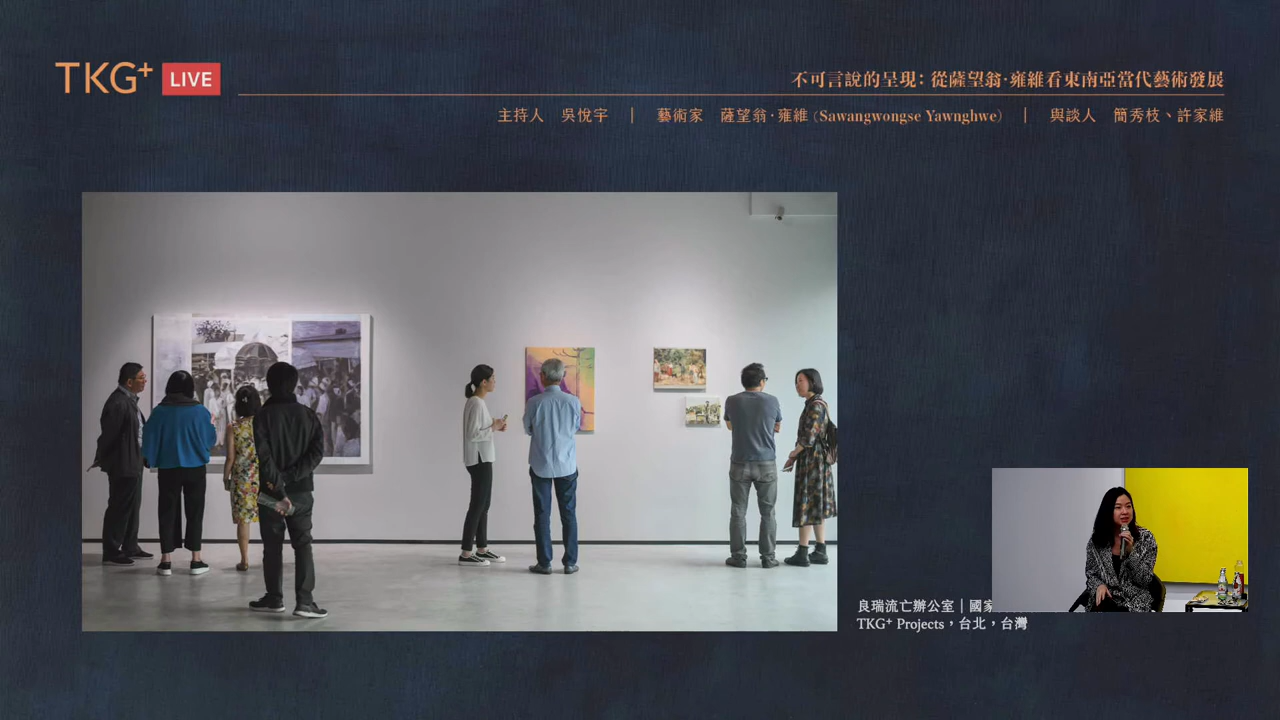 TKG+ LIVE
不可言說的呈現：從薩望翁·雍維看東南亞當代藝術發展
主持人 吳悅宇 ｜ 藝術家 薩望翁·雍維（Sawangwongse Yawnghwe） ｜ 與談人 簡秀枝、許家維
良瑞流亡辦公室｜國家
TKG+ Projects，台北，台灣